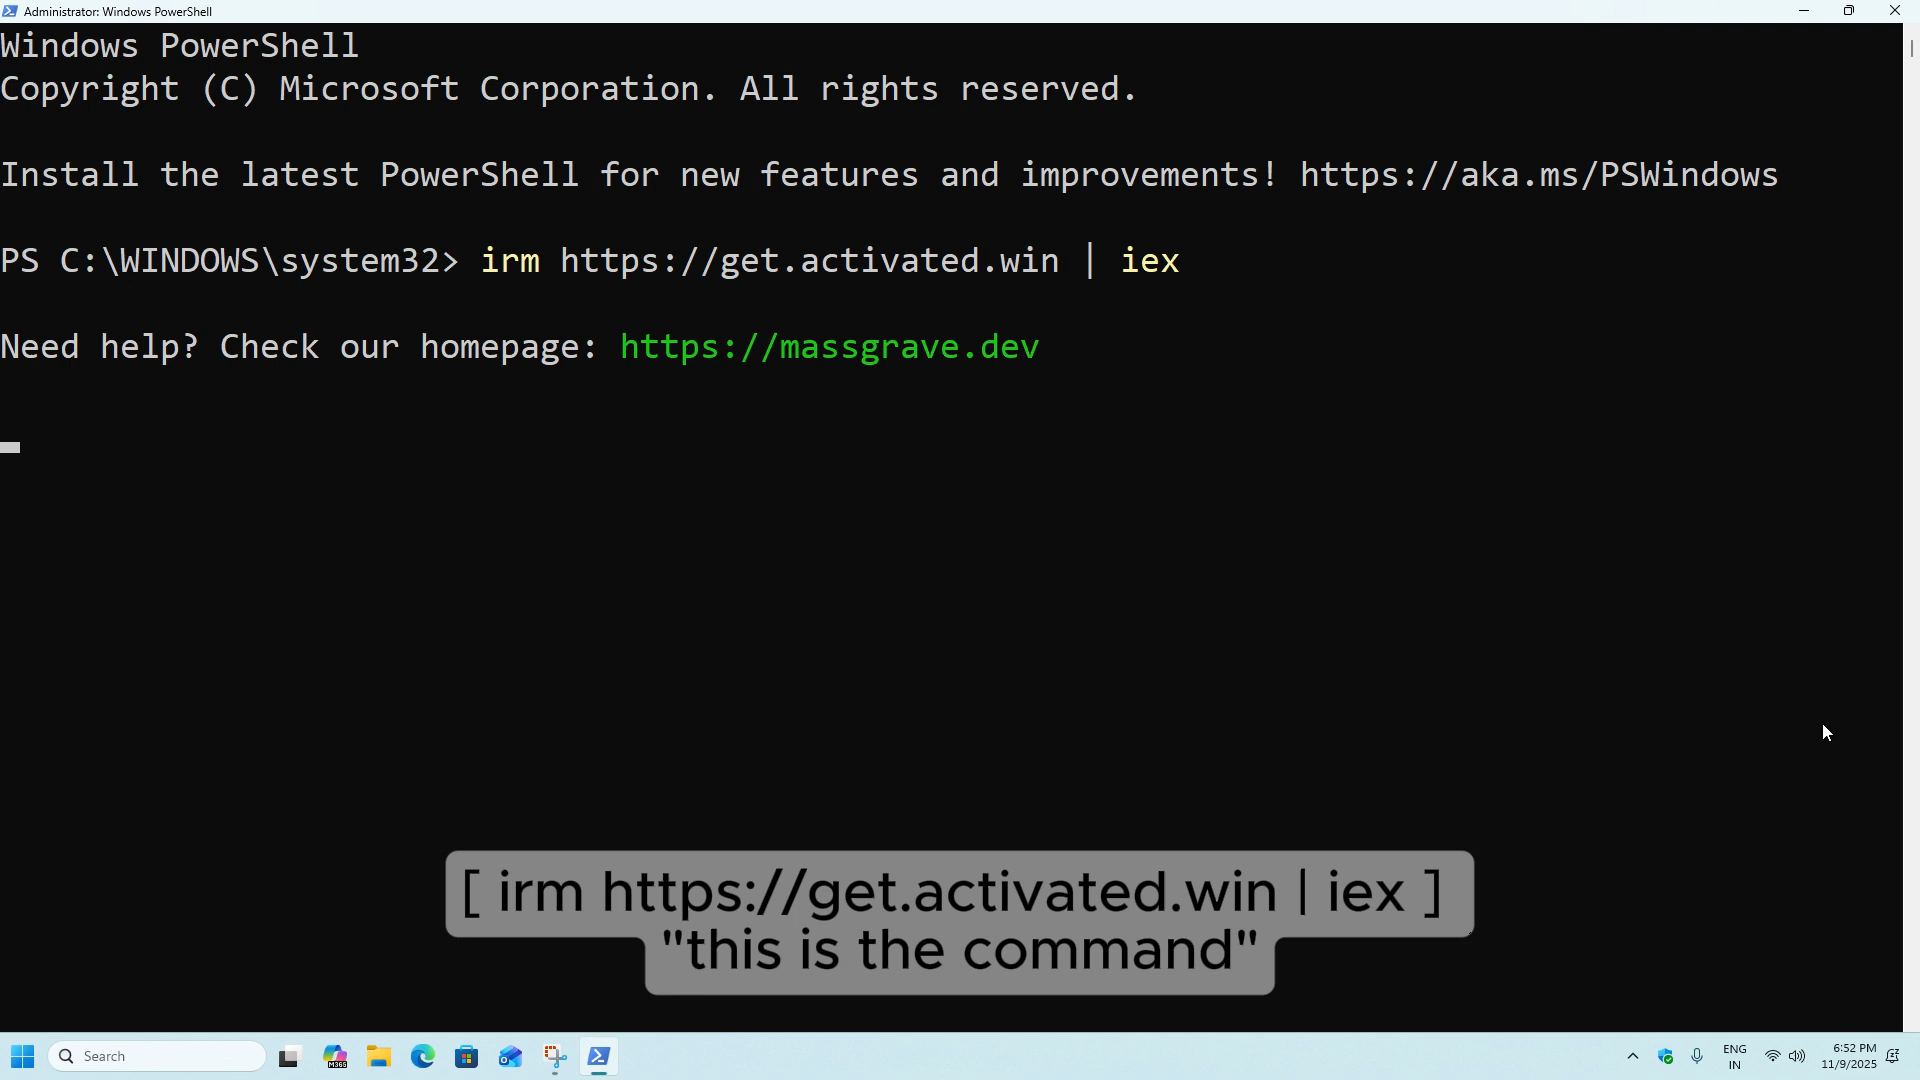 Administrator: Windows PowerShell
Windows PowerShell
Copyright (C) Microsoft Corporation. All rights reserved.
Install the latest PowerShell for new features and improvements! https://aka.ms/PSWindows
PS C:\WINDOWS\system32> irm https://get.activated.win | iex
Need help? Check our homepage: https://massgrave.dev
[ irm https://get.activated.win | iex ]
"this is the command"
Search
M365
ENG
IN
6:52 PM
11/9/2025